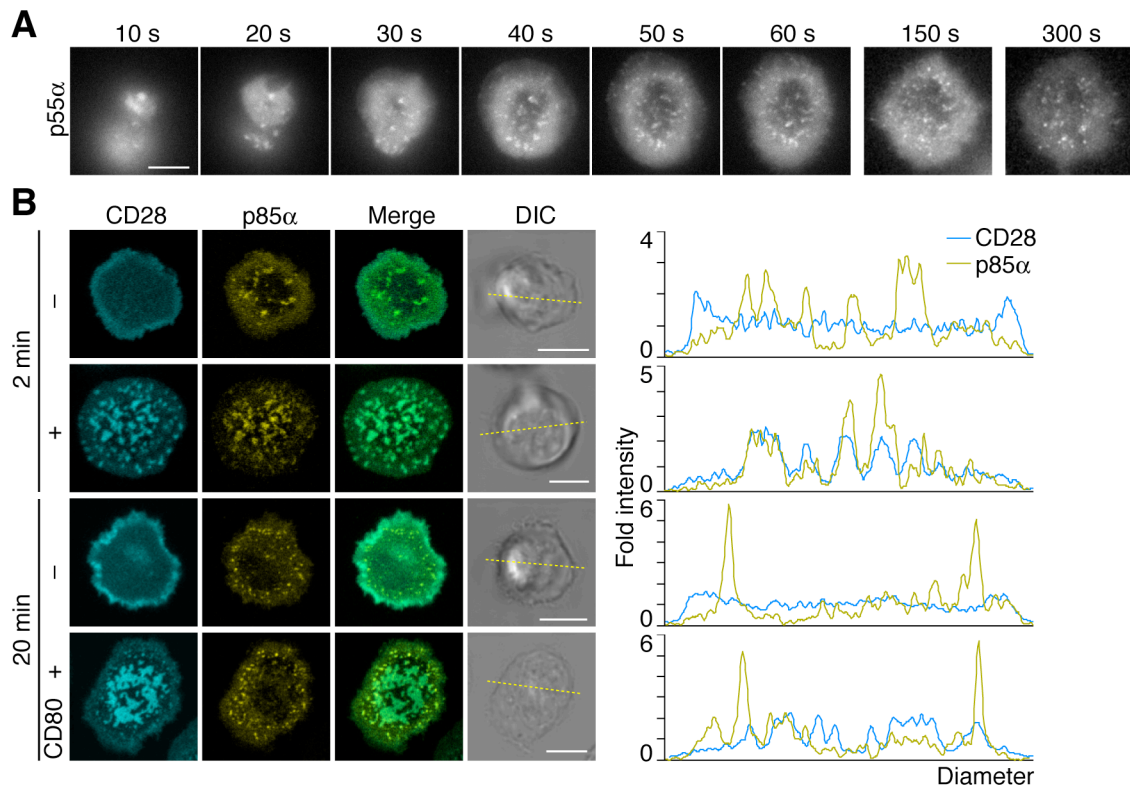 A
10 s 20 s 30 s 40 s 50 s 60 s 150 s 300 s
p55α
B
CD28 p85α Merge DIC
2 min
–
+
20 min
–
+
CD80
CD28
p85α
4
0
5
0
6
0
6
0
Fold intensity
Diameter